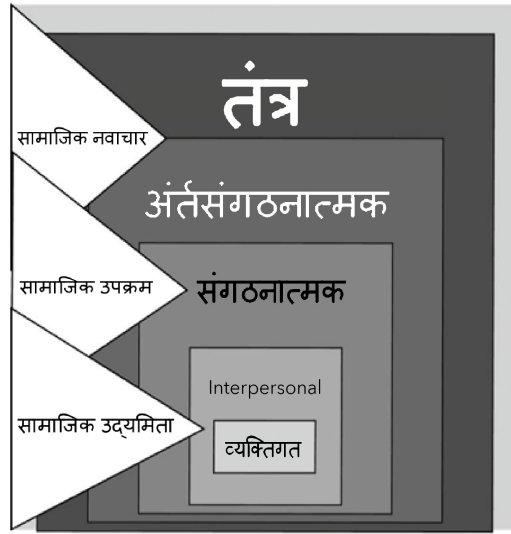 तंत्र
सामाजिक नवाचार
अंर्तसंगठनात्मक
सामाजिक उपक्रम
संगठनात्मक
Interpersonal
सामाजिक उद्यमिता
व्यक्तिगत